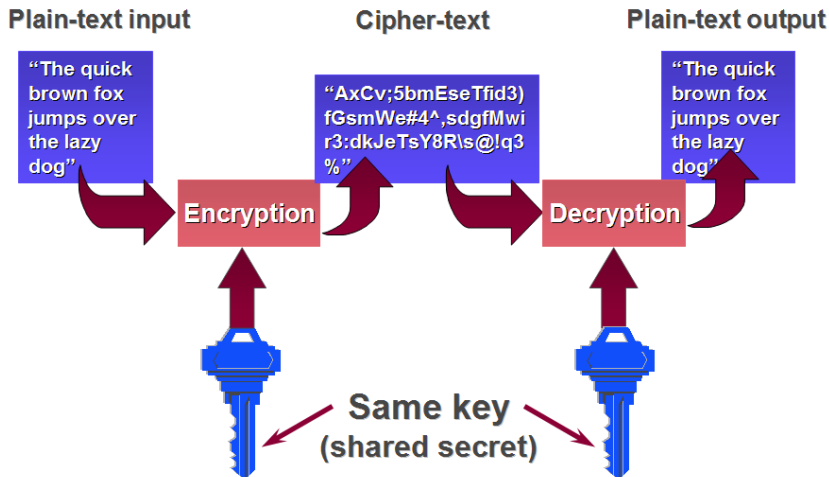 Plain-text input
Cipher-text
Plain-text output
“The quick
brown fox
jumps over
the lazy
dog”
“AxCv;5bmEseTfid3)
fGsmWe#4^,sdgfMwi
r3:dkJeTsY8R\s@!q3
%”
“The quick
brown fox
jumps over
the lazy
dog”
Encryption
Decryption
Same key
(shared secret)